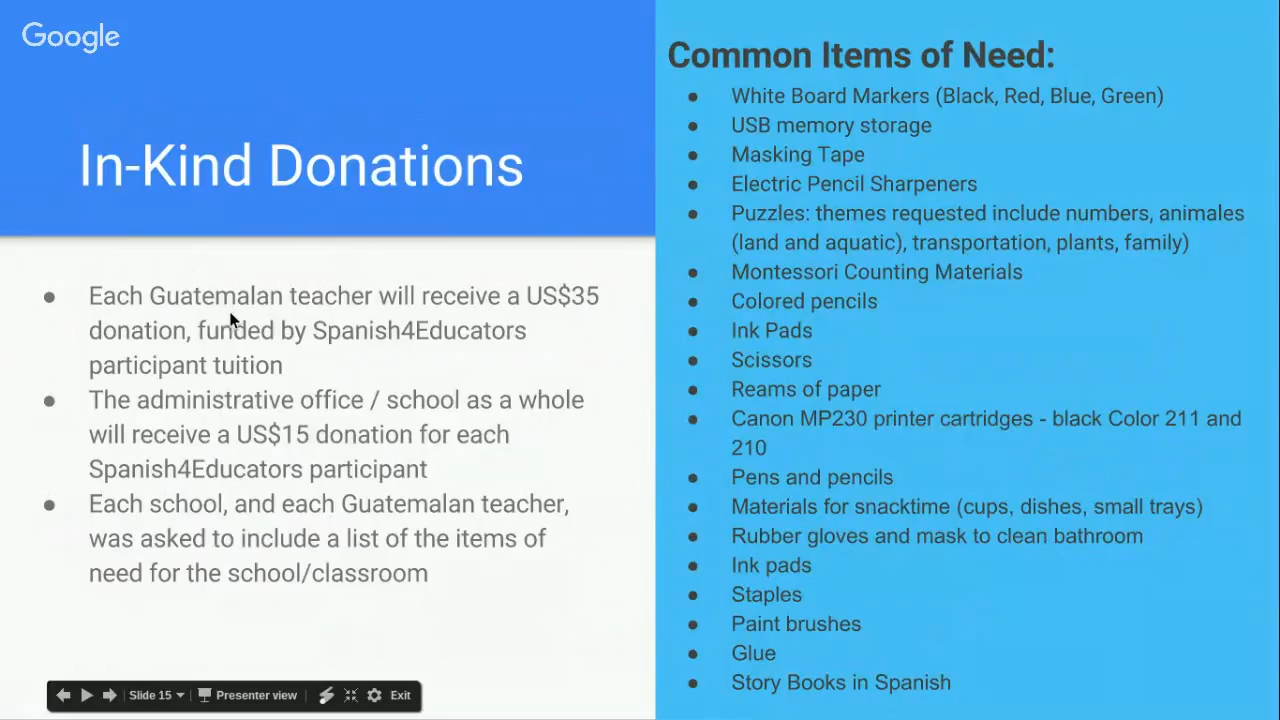 Google
In-Kind Donations
Each Guatemalan teacher will receive a US$35
donation, funded by Spanish4Educators
participant tuition
The administrative office / school as a whole
will receive a US$15 donation for each
Spanish4Educators participant
Each school, and each Guatemalan teacher,
was asked to include a list of the items of
need for the school/classroom
Common Items of Need:
White Board Markers (Black, Red, Blue, Green)
USB memory storage
Masking Tape
Electric Pencil Sharpeners
Puzzles: themes requested include numbers, animales
(land and aquatic), transportation, plants, family)
Montessori Counting Materials
Colored pencils
Ink Pads
Scissors
Reams of paper
Canon MP230 printer cartridges - black Color 211 and
210
Pens and pencils
Materials for snacktime (cups, dishes, small trays)
Rubber gloves and mask to clean bathroom
Ink pads
Staples
Paint brushes
Glue
Story Books in Spanish
Slide 15 Presenter view Exit